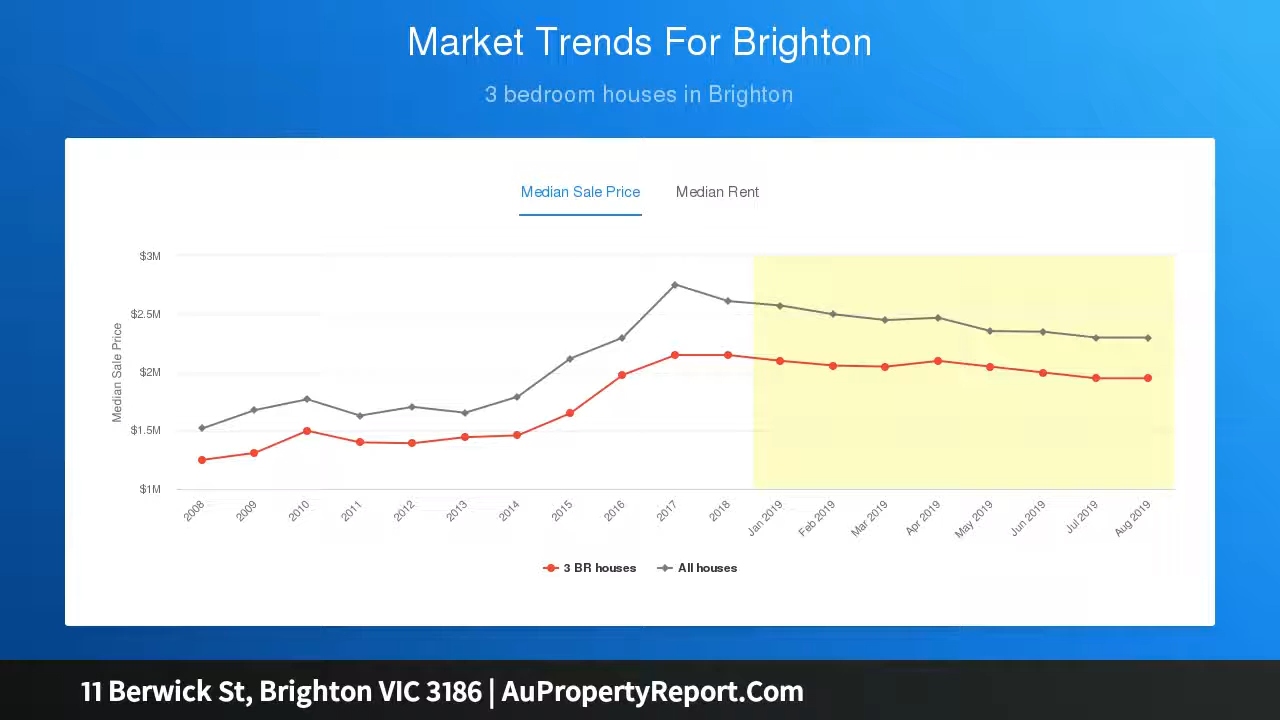 Market Trends For Brighton
3 bedroom houses in Brighton
Median Sale Price Median Rent
Median Sale Price
$3M
$2.5M
$2M
$1.5M
$1M
2008 2009 2010 2011 2012 2013 2014 2015 2016 2017 2018 Jan 2019 Feb 2019 Mar 2019 Apr 2019 May 2019 Jun 2019 Jul 2019 Aug 2019
3 BR houses All houses
11 Berwick St, Brighton VIC 3186 | AuPropertyReport.Com